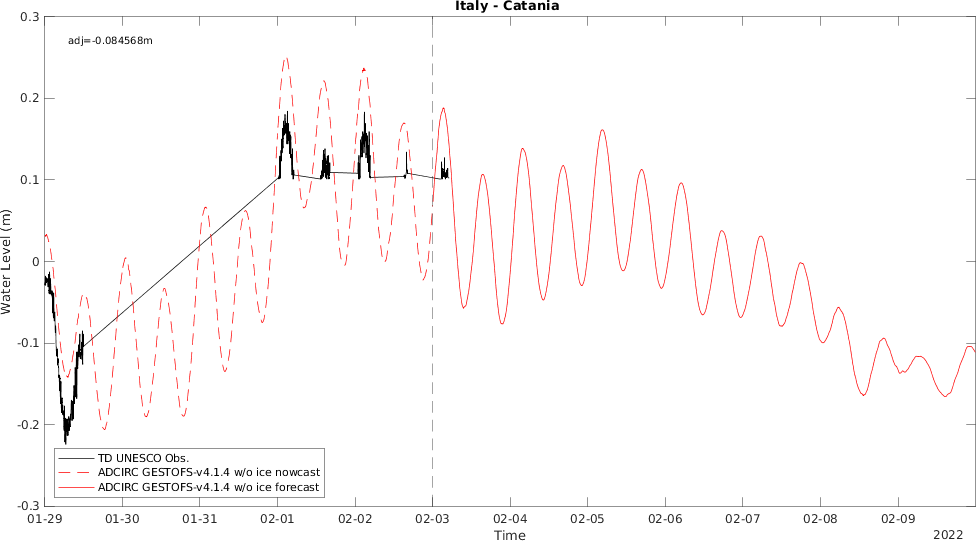 Italy - Catania
adj=-0.084568m
0.3
0.2
0.1
0
-0.1
-0.2
-0.3
Water Level (m)
TD UNESCO Obs.
ADCIRC GESTOFS-v4.1.4 w/o ice nowcast
ADCIRC GESTOFS-v4.1.4 w/o ice forecast
01-29 01-30 01-31 02-01 02-02 02-03 02-04 02-05 02-06 02-07 02-08 02-09
Time
2022